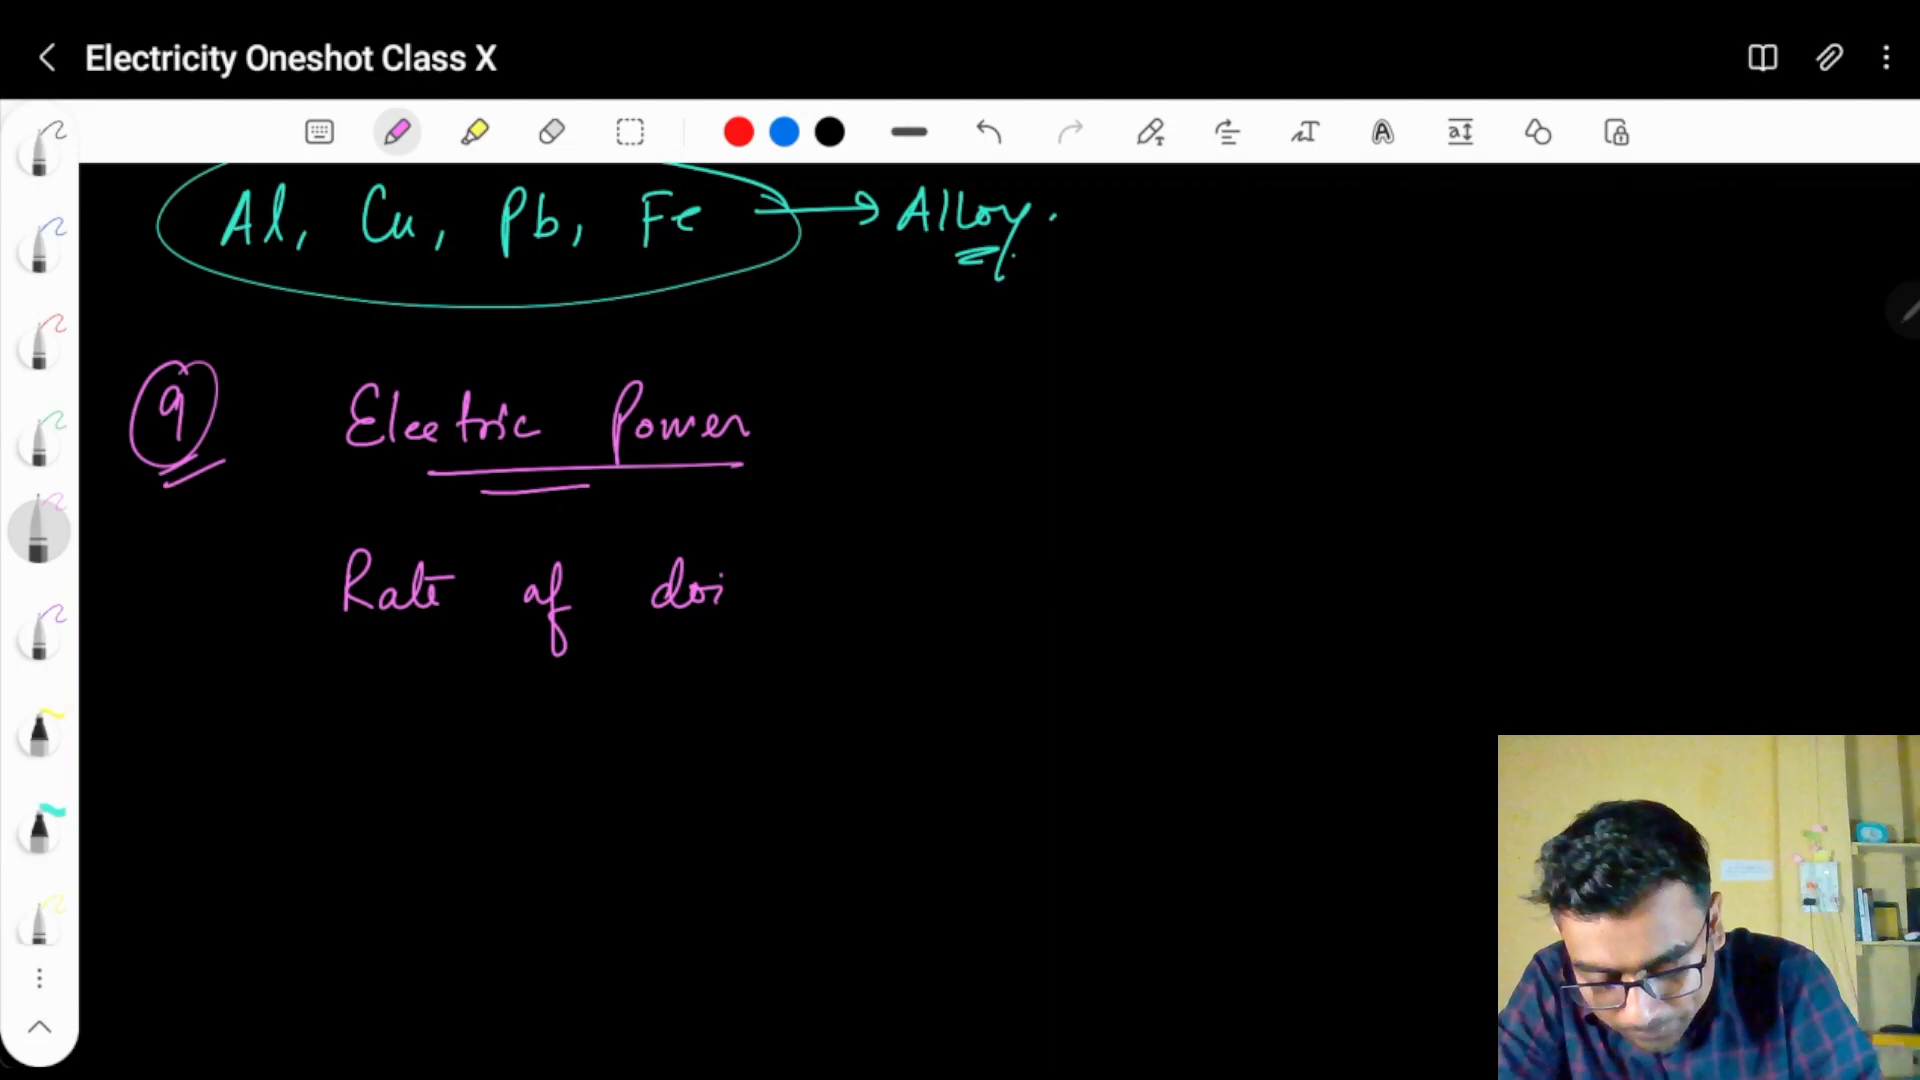 Electricity Oneshot Class X
Al, Cu, Pb, Fe → Alloy.
9 Electric Power
Rate of doi